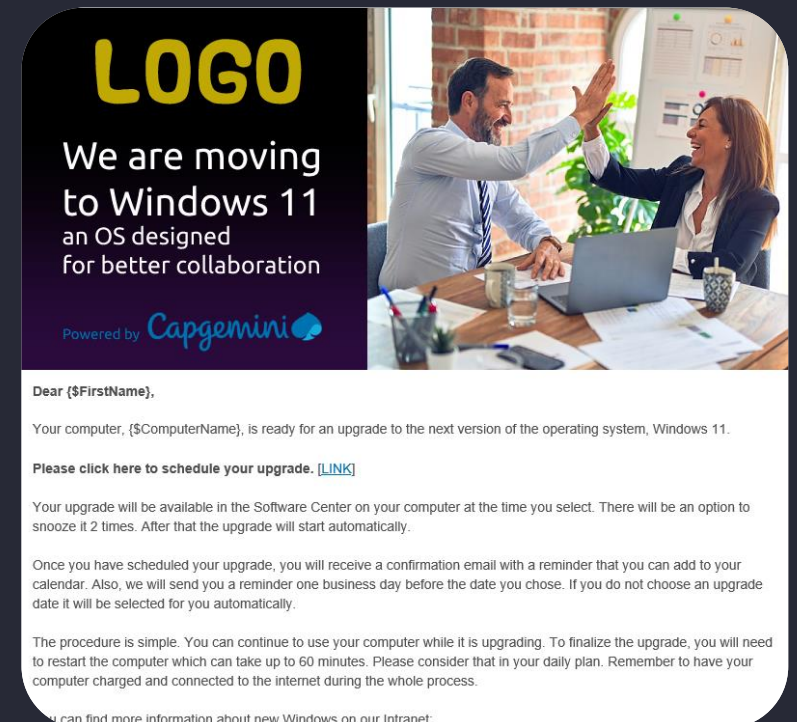 LOGO
We are moving
to Windows 11
an OS designed
for better collaboration
Powered by Capgemini
Dear {$FirstName},
Your computer, {$ComputerName}, is ready for an upgrade to the next version of the operating system, Windows 11.
Please click here to schedule your upgrade. [LINK]
Your upgrade will be available in the Software Center on your computer at the time you select. There will be an option to
snooze it 2 times. After that the upgrade will start automatically.
Once you have scheduled your upgrade, you will receive a confirmation email with a reminder that you can add to your
calendar. Also, we will send you a reminder one business day before the date you chose. If you do not choose an upgrade
date it will be selected for you automatically.
The procedure is simple. You can continue to use your computer while it is upgrading. To finalize the upgrade, you will need
to restart the computer which can take up to 60 minutes. Please consider that in your daily plan. Remember to have your
computer charged and connected to the internet during the whole process.
can find more information about new Windows on our Intranet: